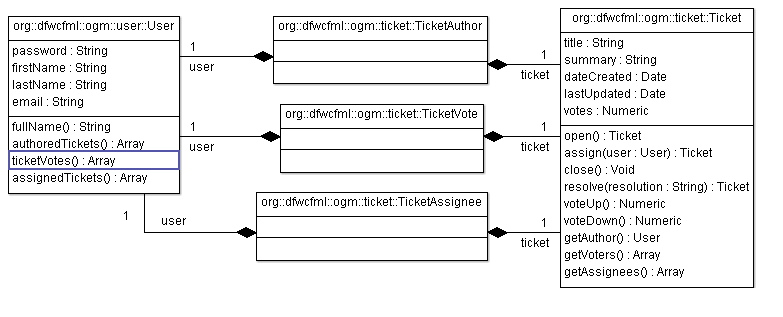 org::dfwcfml::ogm::user::User
password : String
firstName : String
lastName : String
email : String
fullName() : String
authoredTickets() : Array
ticketVotes() : Array
assignedTickets() : Array
1
user
1
user
1
user
org::dfwcfml::ogm::ticket::TicketAuthor
org::dfwcfml::ogm::ticket::TicketVote
org::dfwcfml::ogm::ticket::TicketAssignee
1
ticket
1
ticket
1
ticket
org::dfwcfml::ogm::ticket::Ticket
title : String
summary : String
dateCreated : Date
lastUpdated : Date
votes : Numeric
open() : Ticket
assign(user : User) : Ticket
close() : Void
resolve(resolution : String) : Ticket
voteUp() : Numeric
voteDown() : Numeric
getAuthor() : User
getVoters() : Array
getAssignees() : Array